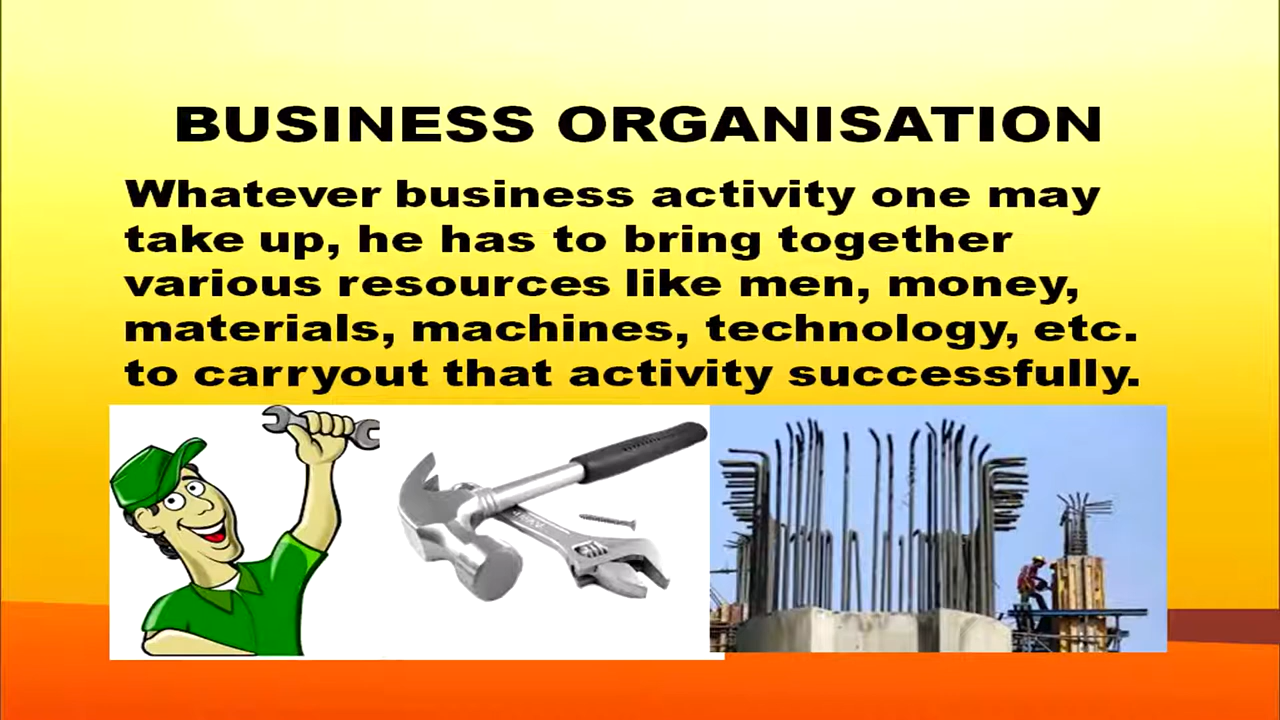 BUSINESS ORGANISATION
Whatever business activity one may
take up, he has to bring together
various resources like men, money,
materials, machines, technology, etc.
to carryout that activity successfully.